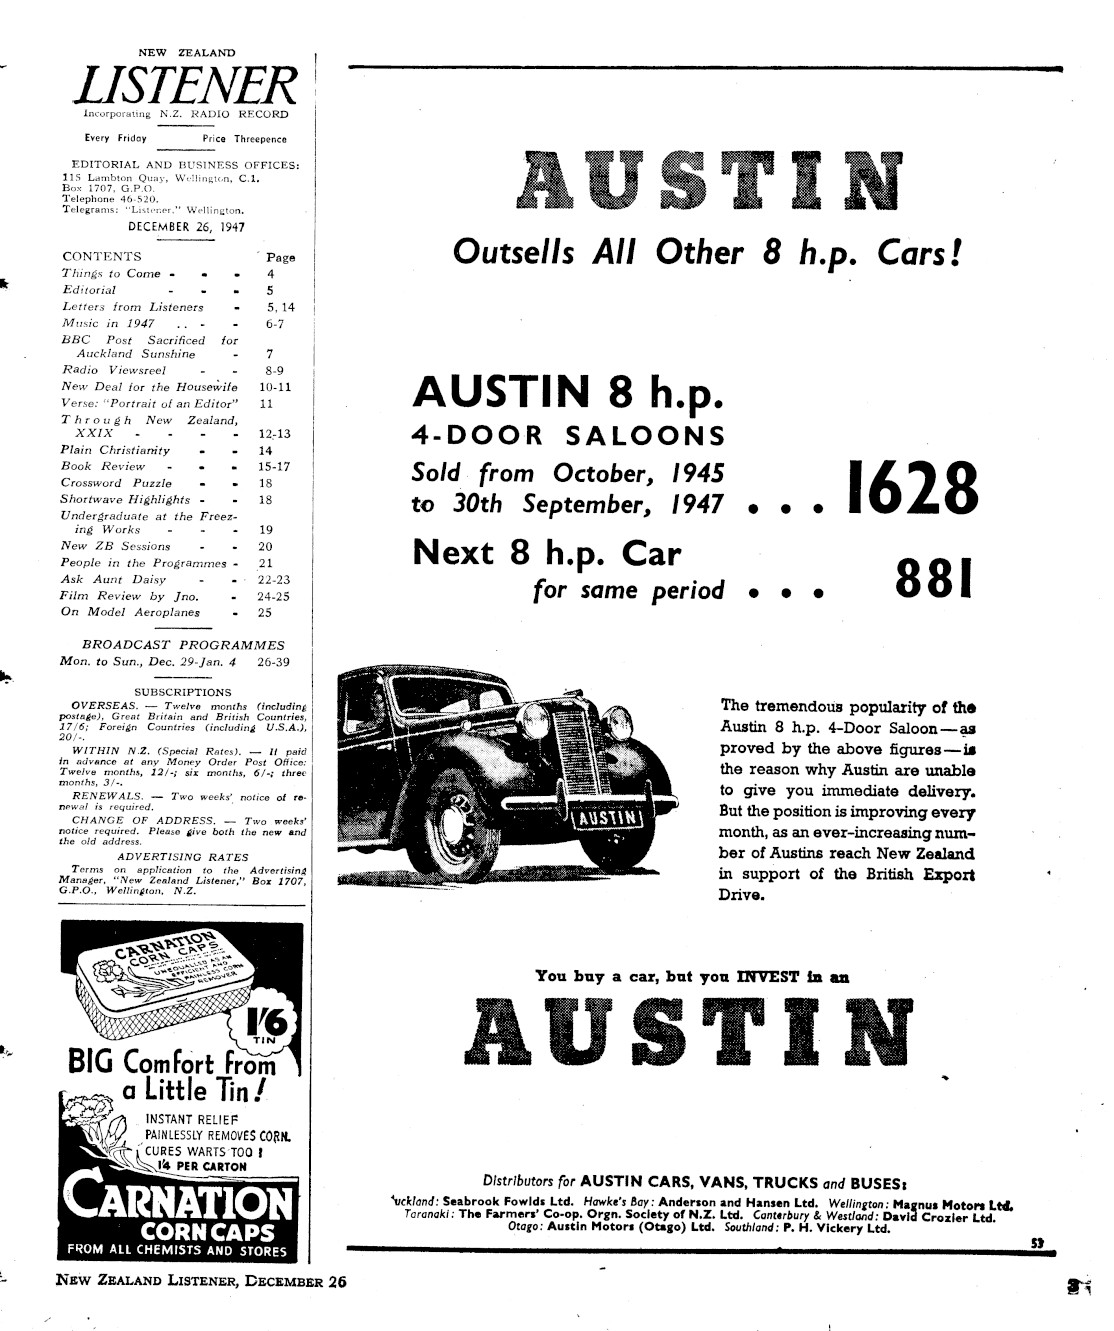 NEW ZEALAND
LISTENER
Incorporating N.Z. RADIO RECORD
Every Friday Price Threepence
EDITORIAL AND BUSINESS OFFICES:
115 Lambton Quay, Wellington, C.1.
Box 1707, G.P.O.
Telephone 46-520.
Telegrams: "Listener," Wellington.
DECEMBER 26, 1947
CONTENTS Page
Things to Come - - - 4
Editorial - - - 5
Letters from Listeners - 5, 14
Music in 1947 .. - - 6-7
BBC Post Sacrificed for
Auckland Sunshine - 7
Radio Viewsreel - - 8-9
New Deal for the Housewife 10-11
Verse: "Portrait of an Editor" 11
Through New Zealand,
XXIX - - - - 12-13
Plain Christianity - - 14
Book Review - - - 15-17
Crossword Puzzle - - 18
Shortwave Highlights - - 18
Undergraduate at the Freez-
ing Works - - - 19
New ZB Sessions - - 20
People in the Programmes - 21
Ask Aunt Daisy - - 22-23
Film Review by Jno. - 24-25
On Model Aeroplanes - 25
BROADCAST PROGRAMMES
Mon. to Sun., Dec. 29-Jan. 4 26-39
SUBSCRIPTIONS
OVERSEAS. — Twelve months (including
postage), Great Britain and British Countries,
17/6; Foreign Countries (including U.S.A.),
20/-.
WITHIN N.Z. (Special Rates). — If paid
in advance at any Money Order Post Office:
Twelve months, 12/-; six months, 6/-; three
months, 3/-.
RENEWALS. — Two weeks' notice of re-
newal is required.
CHANGE OF ADDRESS. — Two weeks'
notice required. Please give both the new and
the old address.
ADVERTISING RATES
Terms on application to the Advertising
Manager, "New Zealand Listener," Box 1707,
G.P.O., Wellington, N.Z.
CARNATION
CORN CAPS
UNEQUALLED AS AN
EFFICIENT AND
PAINLESS CORN
REMOVER
1/6
TIN
BIG Comfort from
a Little Tin!
INSTANT RELIEF
PAINLESSLY REMOVES CORN.
CURES WARTS TOO!
1/4 PER CARTON
CARNATION
CORN CAPS
FROM ALL CHEMISTS AND STORES
AUSTIN
Outsells All Other 8 h.p. Cars!
AUSTIN 8 h.p.
4-DOOR SALOONS
Sold from October, 1945
to 30th September, 1947 . . . 1628
Next 8 h.p. Car
for same period . . . 881
AUSTIN
The tremendous popularity of the
Austin 8 h.p. 4-Door Saloon—as
proved by the above figures—is
the reason why Austin are unable
to give you immediate delivery.
But the position is improving every
month, as an ever-increasing num-
ber of Austins reach New Zealand
in support of the British Export
Drive.
You buy a car, but you INVEST in an
AUSTIN
Distributors for AUSTIN CARS, VANS, TRUCKS and BUSES:
Auckland: Seabrook Fowlds Ltd. Hawke's Bay: Anderson and Hansen Ltd. Wellington: Magnus Motors Ltd.
Taranaki: The Farmers' Co-op. Orgn. Society of N.Z. Ltd. Canterbury & Westland: David Crozier Ltd.
Otago: Austin Motors (Otago) Ltd. Southland: P. H. Vickery Ltd.
53
NEW ZEALAND LISTENER, DECEMBER 26
3